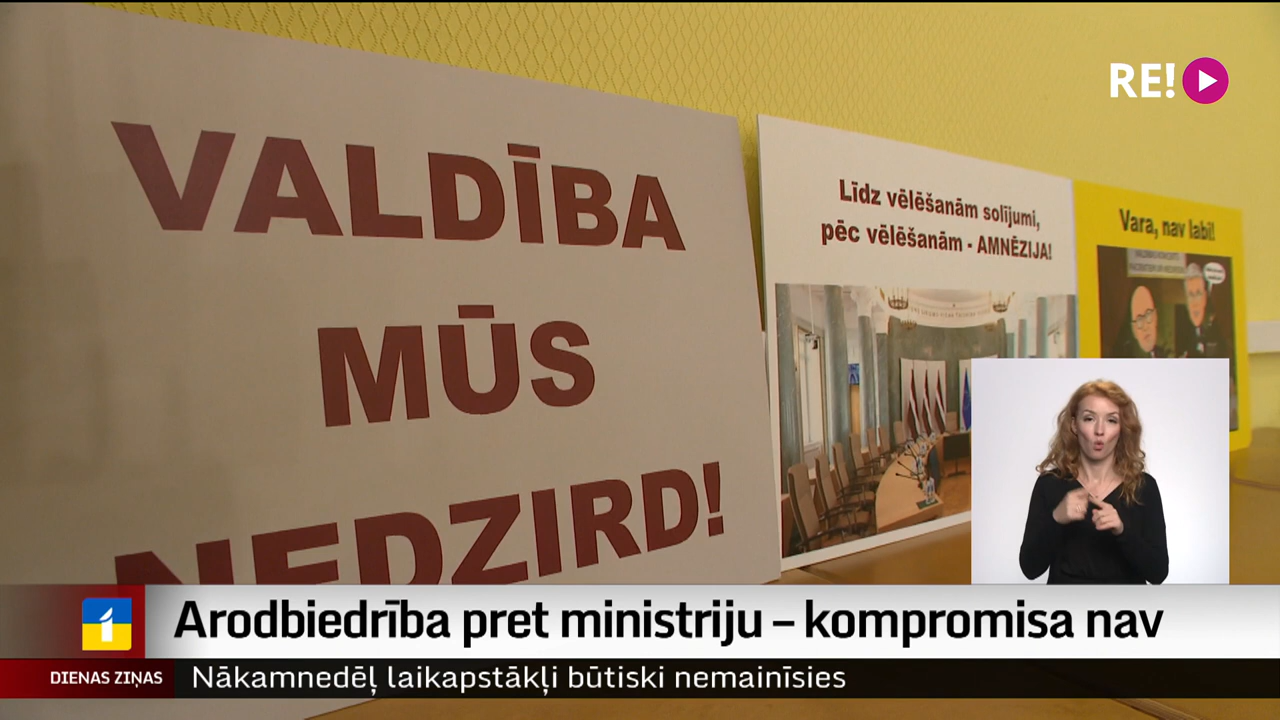 RE!
VALDĪBA
MŪS
NEDZIRD!
Līdz vēlēšanām solījumi,
pēc vēlēšanām - AMNĒZIJA!
Vara, nav labi!
1
Arodbiedrība pret ministriju – kompromisa nav
DIENAS ZIŅAS
Nākamnedēļ laikapstākļi būtiski nemainīsies